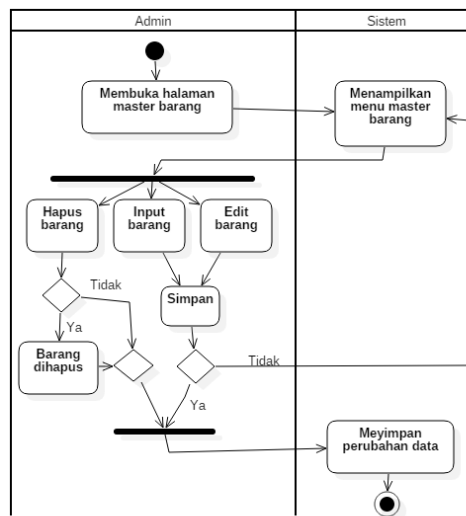 Admin
Sistem
Membuka halaman
master barang
Menampilkan
menu master
barang
Hapus
barang
Input
barang
Edit
barang
Tidak
Simpan
Ya
Barang
dihapus
Tidak
Ya
Meyimpan
perubahan data